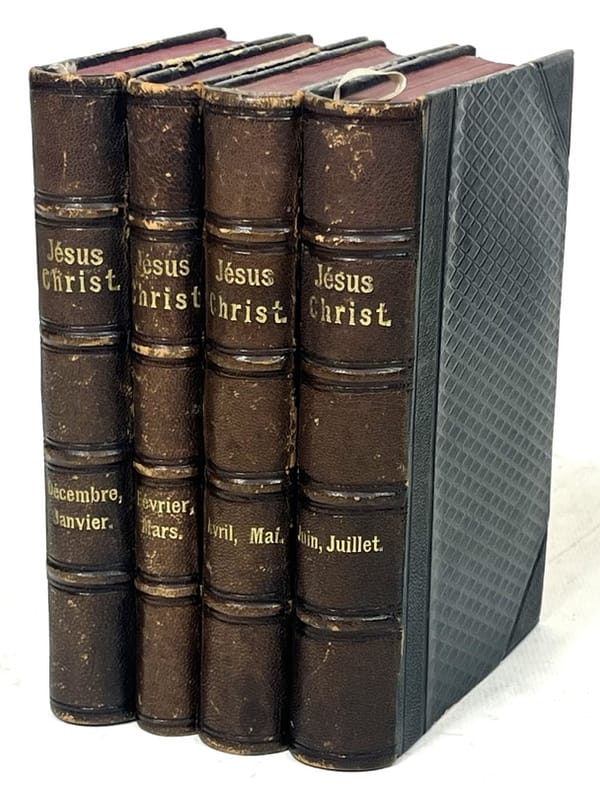 Jésus
Christ.
Décembre,
Janvier.
Jésus
Christ
Février,
Mars.
Jésus
Christ.
Avril, Mai.
Jésus
Christ.
Juin, Juillet.